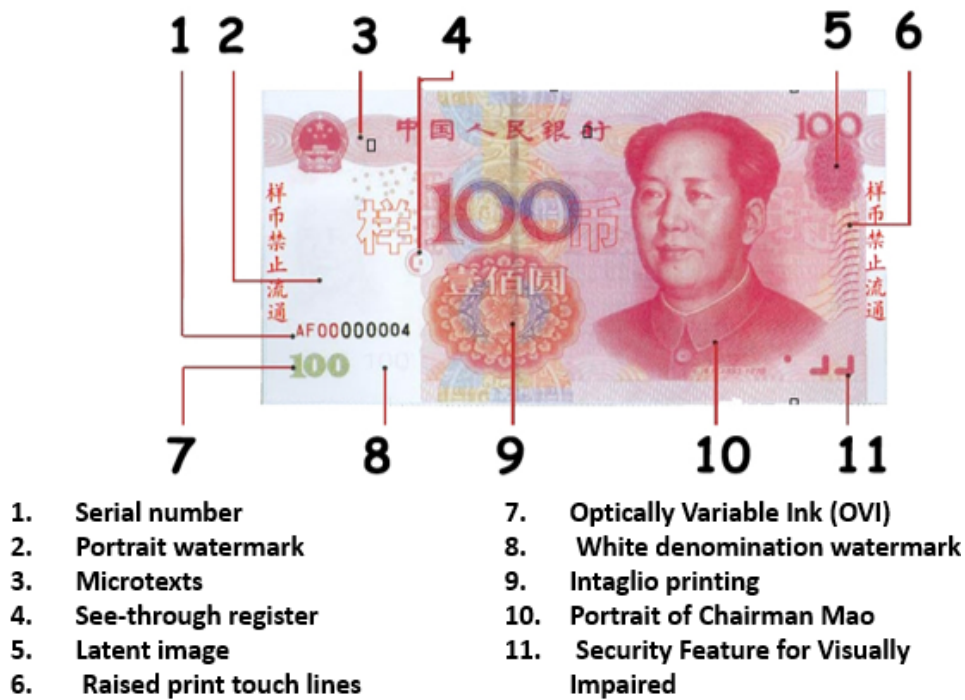 1 2 3 4 5 6
中国人民银行 100
样币禁止流通
样 100 币
样币禁止流通
壹佰圆
AF00000004
100 100
7 8 9 10 11
1. Serial number
2. Portrait watermark
3. Microtexts
4. See-through register
5. Latent image
6. Raised print touch lines
7. Optically Variable Ink (OVI)
8. White denomination watermark
9. Intaglio printing
10. Portrait of Chairman Mao
11. Security Feature for Visually
Impaired